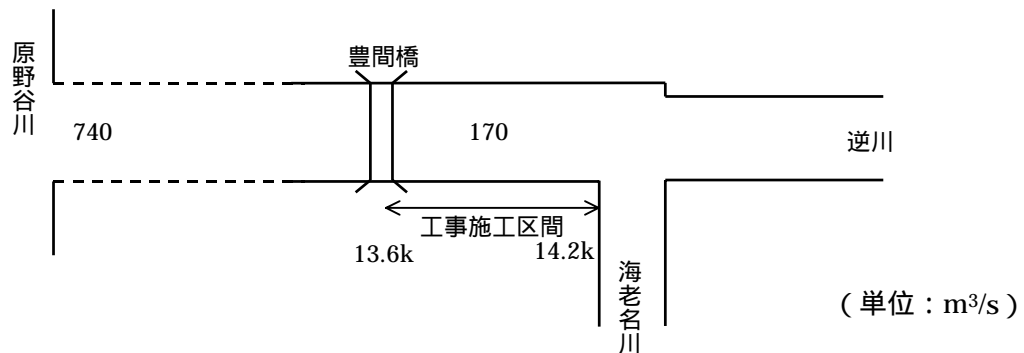 原野谷川
豊間橋
740
170
逆川
工事施工区間
13.6k
14.2k
海老名川
(単位:m³/s)